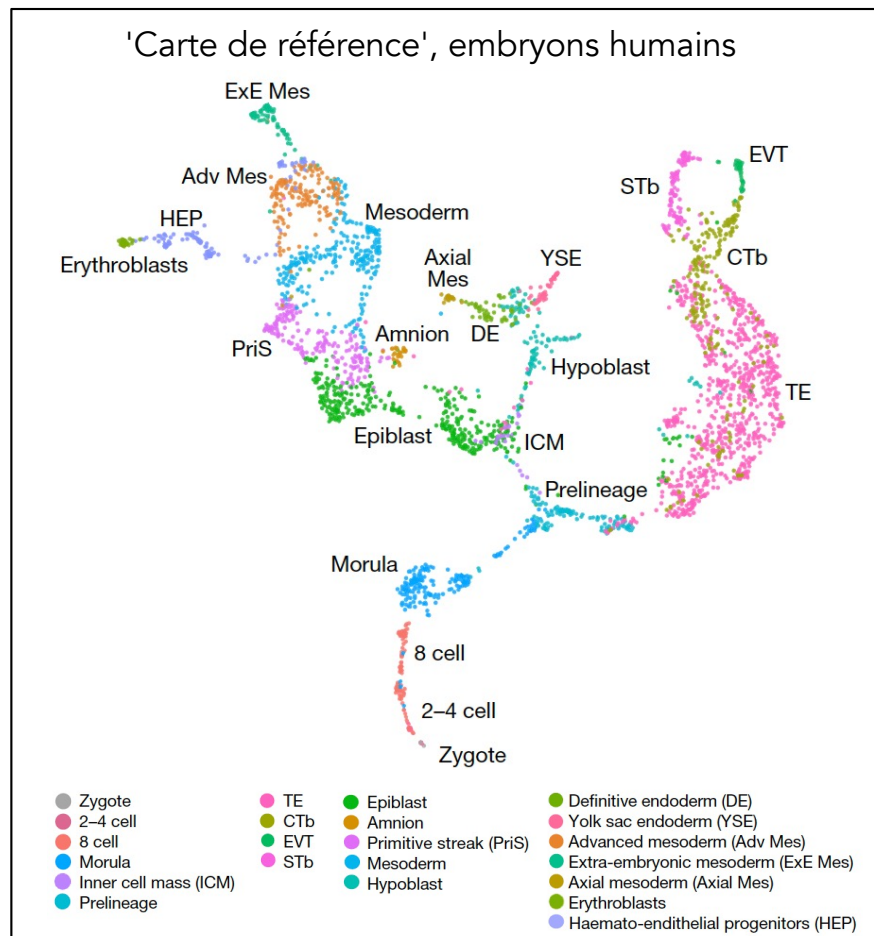 'Carte de référence', embryons humains
ExE Mes
Adv Mes
HEP
Erythroblasts
Mesoderm
Axial
Mes
YSE
DE
STb
EVT
CTb
PriS
Amnion
Hypoblast
TE
Epiblast
ICM
Prelineage
Morula
8 cell
2–4 cell
Zygote
Zygote
2–4 cell
8 cell
Morula
Inner cell mass (ICM)
Prelineage
TE
CTb
EVT
STb
Epiblast
Amnion
Primitive streak (PriS)
Mesoderm
Hypoblast
Definitive endoderm (DE)
Yolk sac endoderm (YSE)
Advanced mesoderm (Adv Mes)
Extra-embryonic mesoderm (ExE Mes)
Axial mesoderm (Axial Mes)
Erythroblasts
Haemato-endithelial progenitors (HEP)